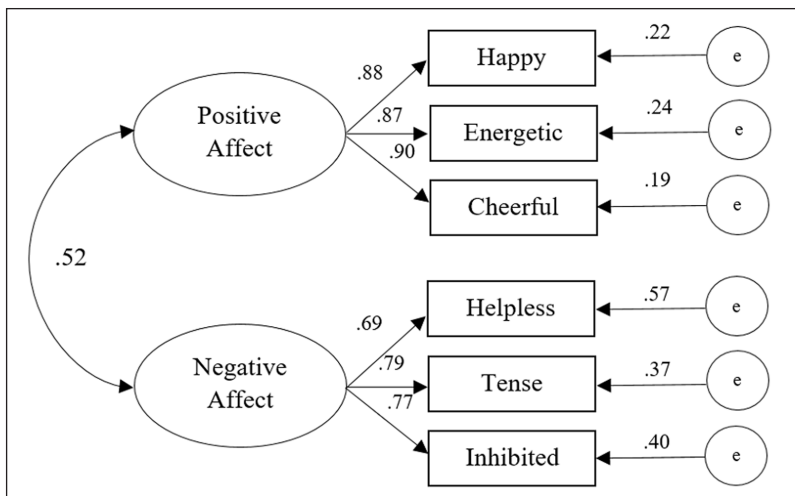 .22
Happy
e
.88
Positive
Affect
.87
Energetic
.24
e
.90
Cheerful
.19
e
.52
Helpless
.57
e
.69
Negative
Affect
.79
Tense
.37
e
.77
Inhibited
.40
e